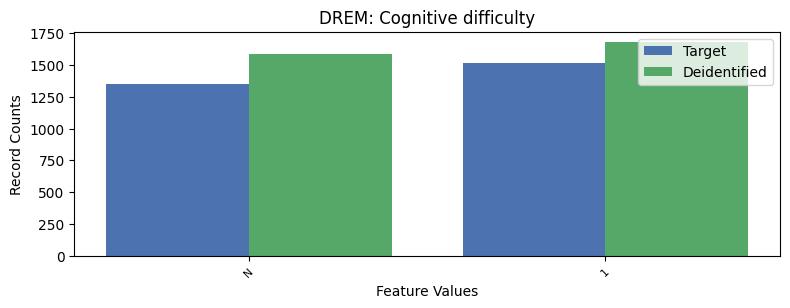 DREM: Cognitive difficulty
Target
Deidentified
Record Counts
1750
1500
1250
1000
750
500
250
0
N
1
Feature Values